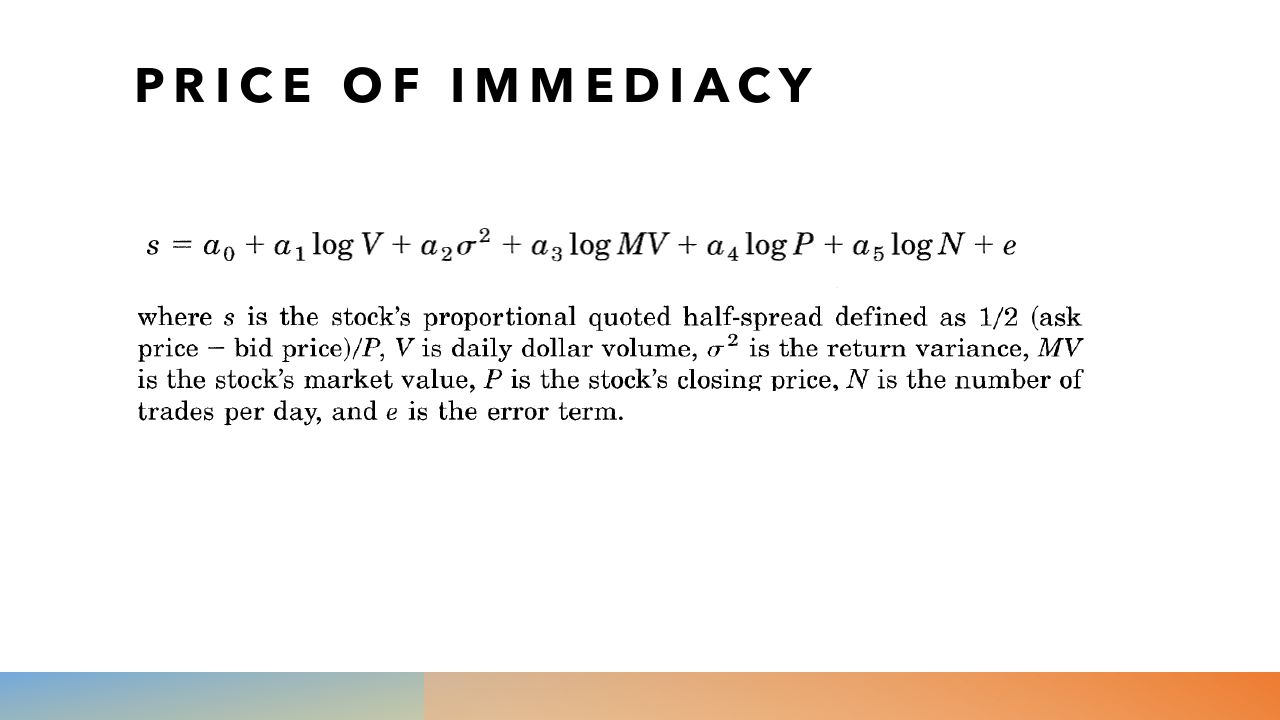 PRICE OF IMMEDIACY
s = a₀ + a₁ log V + a₂σ² + a₃ log MV + a₄ log P + a₅ log N + e
where s is the stock's proportional quoted half-spread defined as 1/2 (ask
price − bid price)/P, V is daily dollar volume, σ² is the return variance, MV
is the stock's market value, P is the stock's closing price, N is the number of
trades per day, and e is the error term.